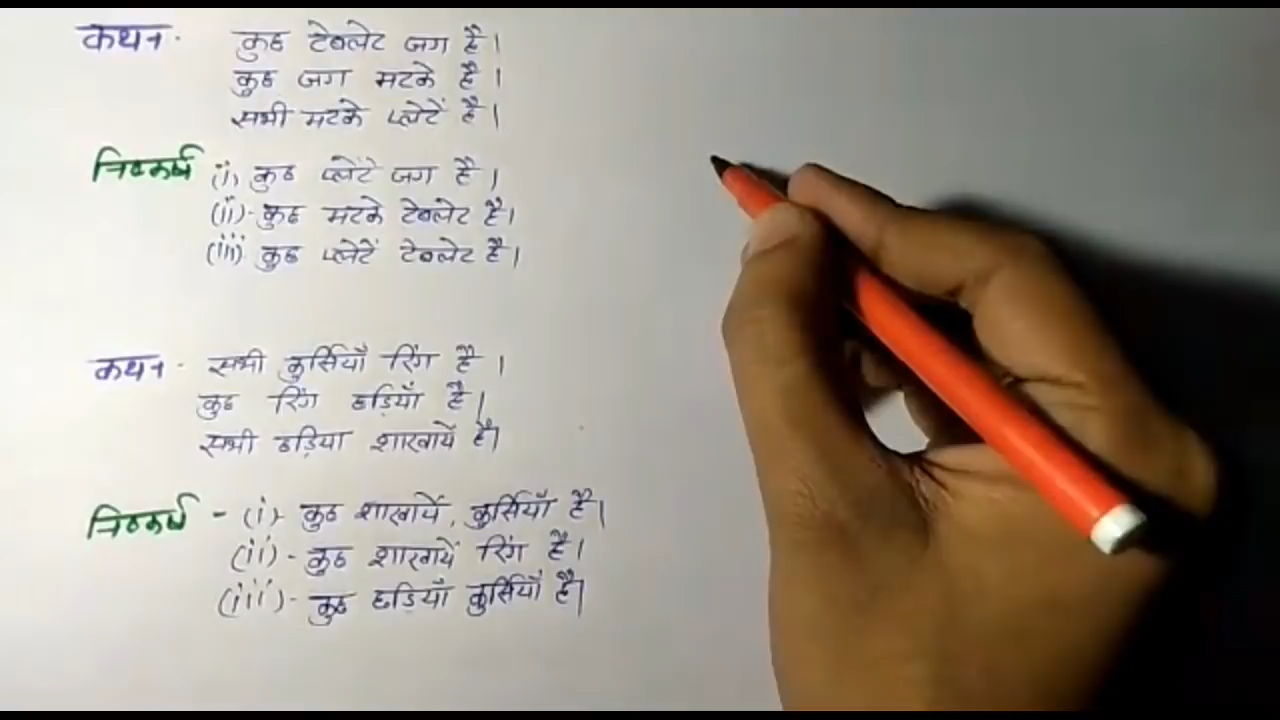 कथन - कुछ टेबलेट जग है।
कुछ जग मटके है।
सभी मटके प्लेटें है।
निष्कर्ष (i) कुछ प्लेटें जग है।
(ii) - कुछ मटके टेबलेट है।
(iii) कुछ प्लेटें टेबलेट है।
कथन - सभी कुर्सियाँ रिंग है।
कुछ रिंग छड़ियाँ है।
सभी छड़िया शाखायें है।
निष्कर्ष - (i) - कुछ शाखायें, कुर्सियाँ है।
(ii) - कुछ शाखायें रिंग है।
(iii) - कुछ छड़ियाँ कुर्सियाँ है।